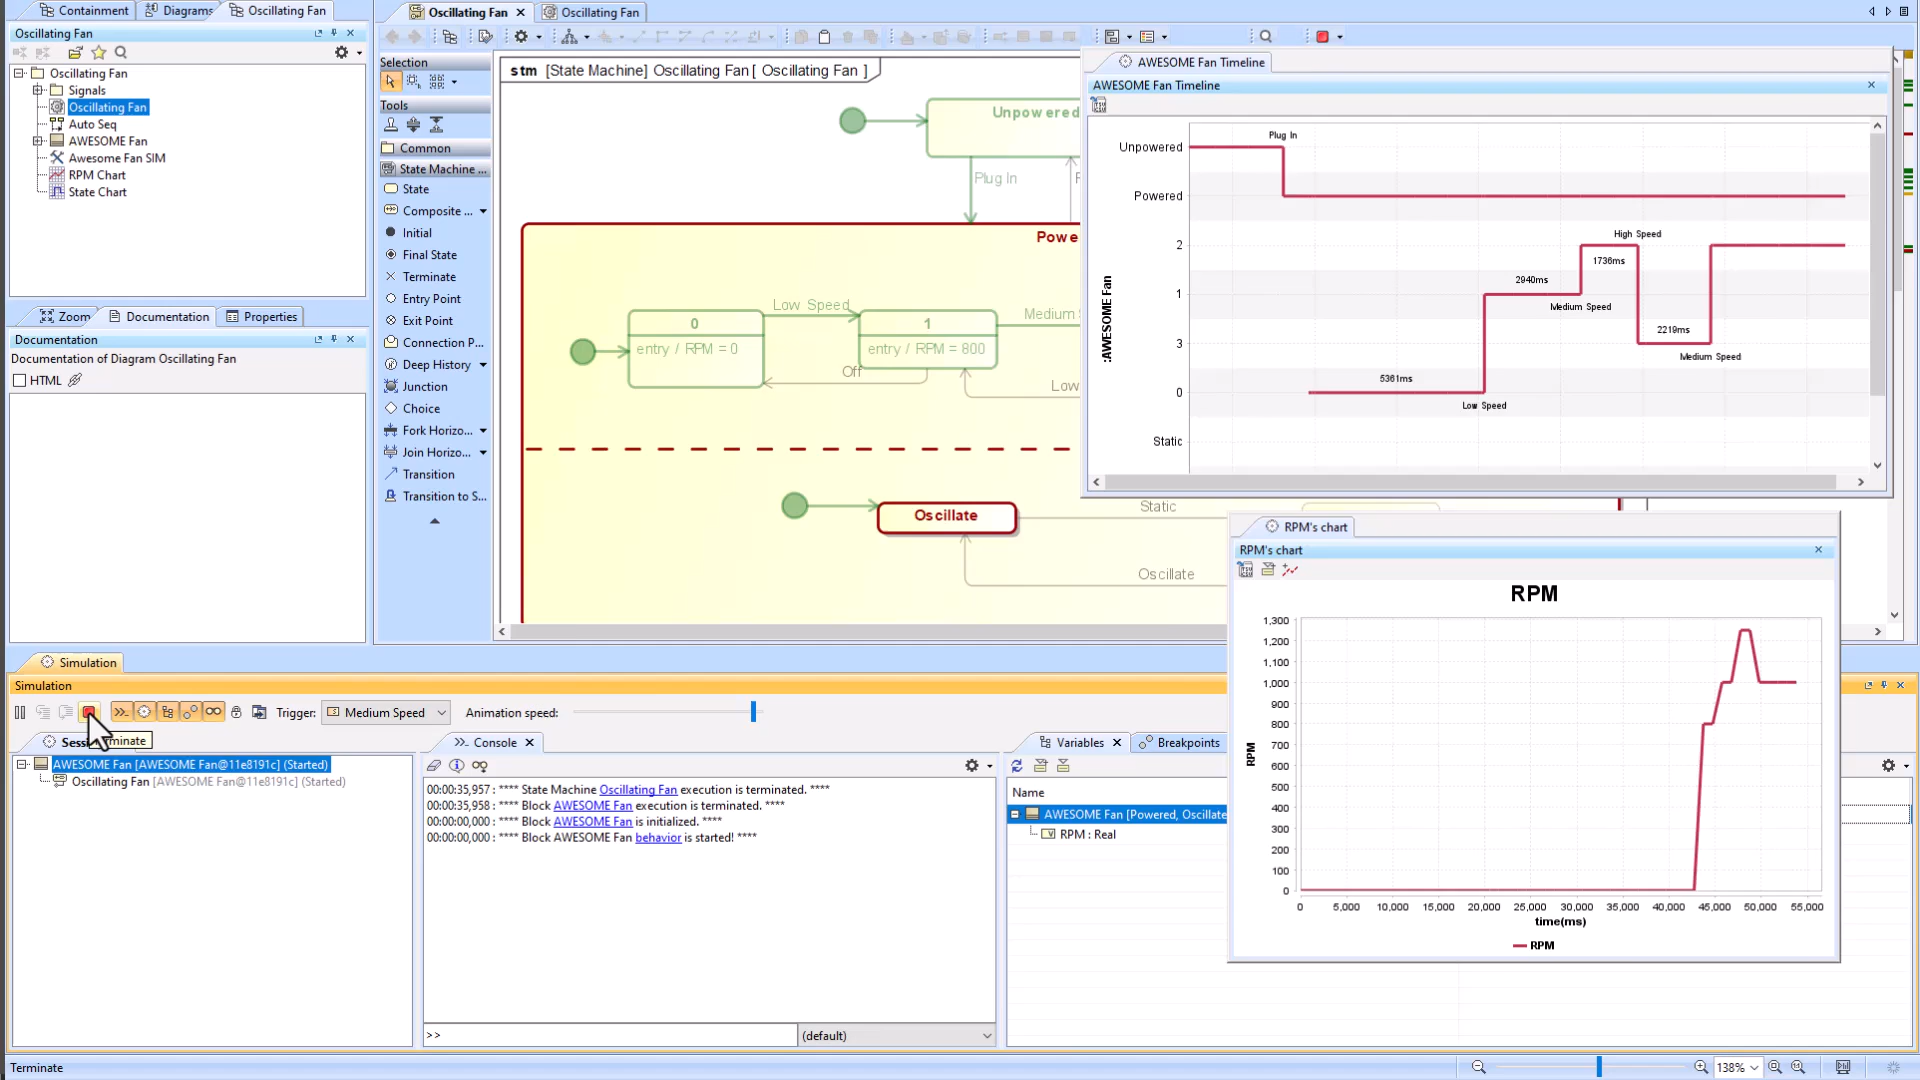 Containment
Diagrams
Oscillating Fan
Oscillating Fan
Oscillating Fan
Signals
Oscillating Fan
Auto Seq
AWESOME Fan
Awesome Fan SIM
RPM Chart
State Chart
Zoom
Documentation
Properties
Documentation
Documentation of Diagram Oscillating Fan
HTML
Oscillating Fan
Oscillating Fan
Selection
Tools
Common
State Machine ...
State
Composite ...
Initial
Final State
Terminate
Entry Point
Exit Point
Connection P...
Deep History
Junction
Choice
Fork Horizo...
Join Horizo...
Transition
Transition to S...
stm [State Machine] Oscillating Fan [ Oscillating Fan ]
Unpowered
Plug In
Powe
0
entry / RPM = 0
Low Speed
1
entry / RPM = 800
Off
Medium
Low
Oscillate
Static
Oscillate
AWESOME Fan Timeline
AWESOME Fan Timeline
:AWESOME Fan
Plug In
Unpowered
Powered
High Speed
2
1736ms
2940ms
1
Medium Speed
2219ms
3
Medium Speed
5361ms
0
Low Speed
Static
RPM's chart
RPM's chart
RPM
1,300
1,200
1,100
1,000
900
800
700
600
500
400
300
200
100
0
RPM
0 5,000 10,000 15,000 20,000 25,000 30,000 35,000 40,000 45,000 50,000 55,000
time(ms)
RPM
Simulation
Simulation
Trigger:
Medium Speed
Animation speed:
Sessi
minate
AWESOME Fan [AWESOME Fan@11e8191c] (Started)
Oscillating Fan [AWESOME Fan@11e8191c] (Started)
Console
00:00:35,957 : **** State Machine Oscillating Fan execution is terminated. ****
00:00:35,958 : **** Block AWESOME Fan execution is terminated. ****
00:00:00,000 : **** Block AWESOME Fan is initialized. ****
00:00:00,000 : **** Block AWESOME Fan behavior is started! ****
>>
(default)
Variables
Breakpoints
Name
AWESOME Fan [Powered, Oscillate
RPM : Real
Terminate
138%